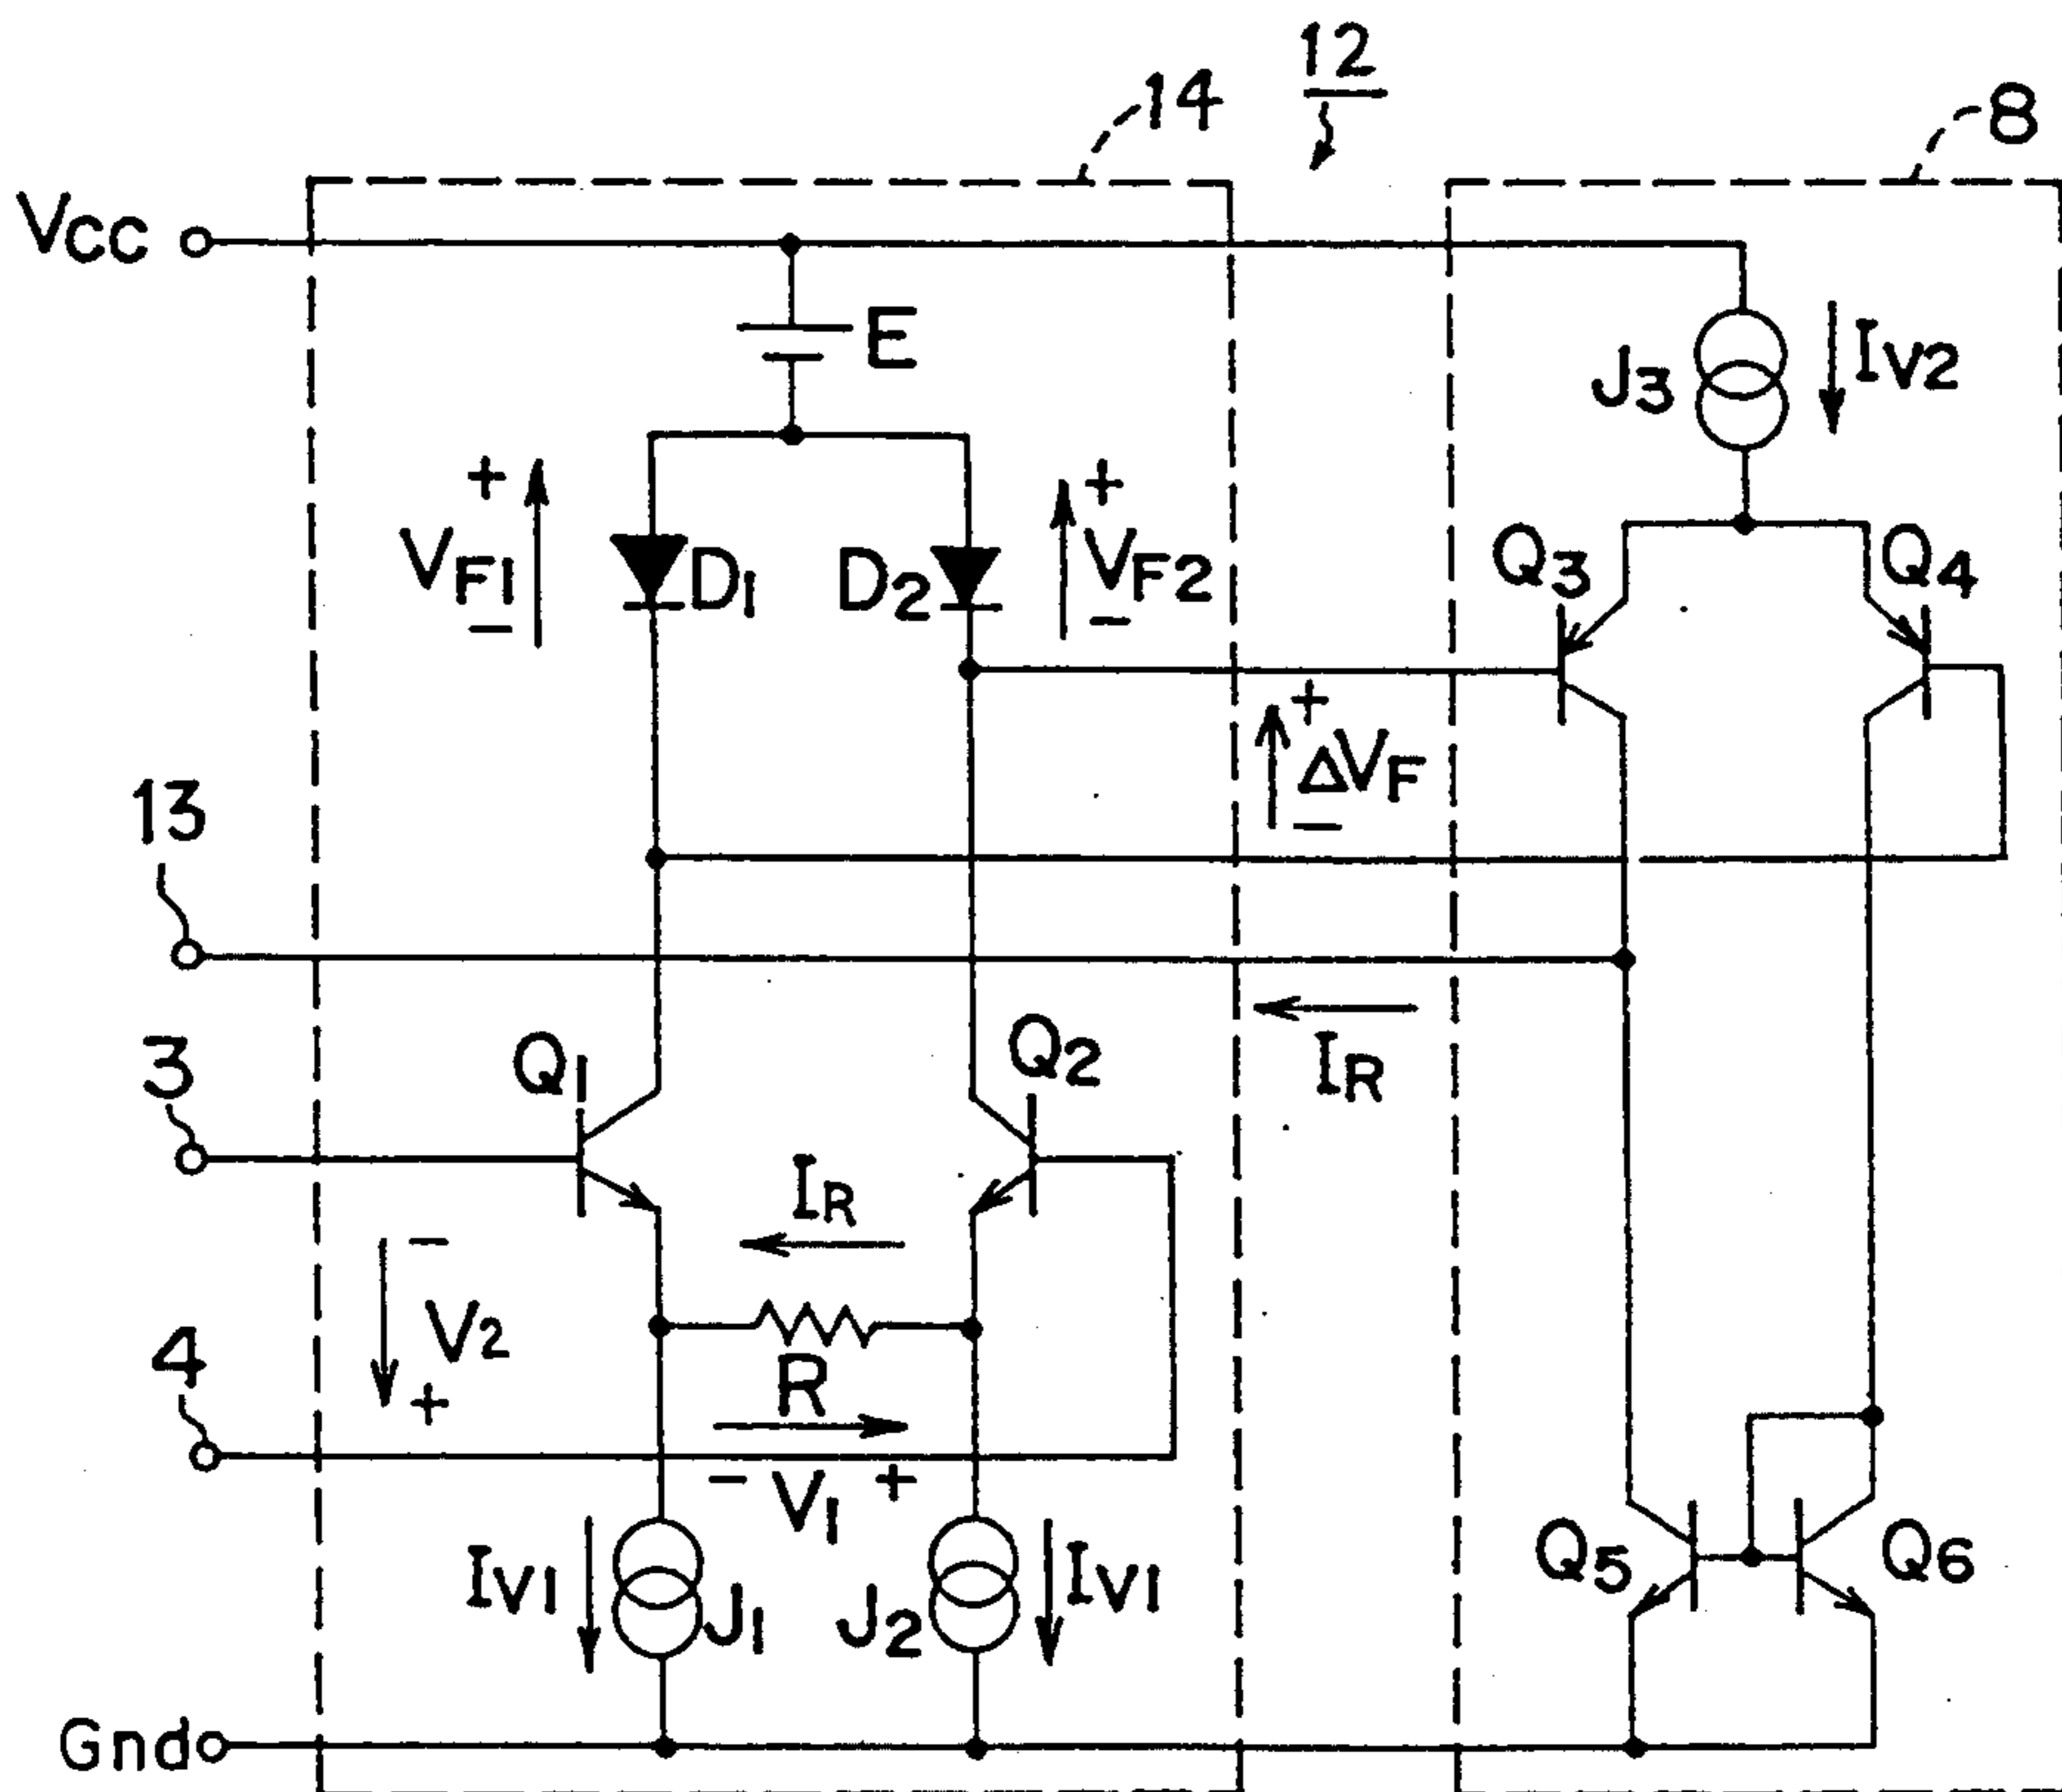 12
14
8
Vcc
E
J3
IV2
+
VF1
-
D1
D2
+
VF2
-
Q3
Q4
+
ΔVF
-
13
IR
3
Q1
Q2
IR
-
V2
+
4
R
- V1 +
IV1
J1
J2
IV1
Q5
Q6
Gnd